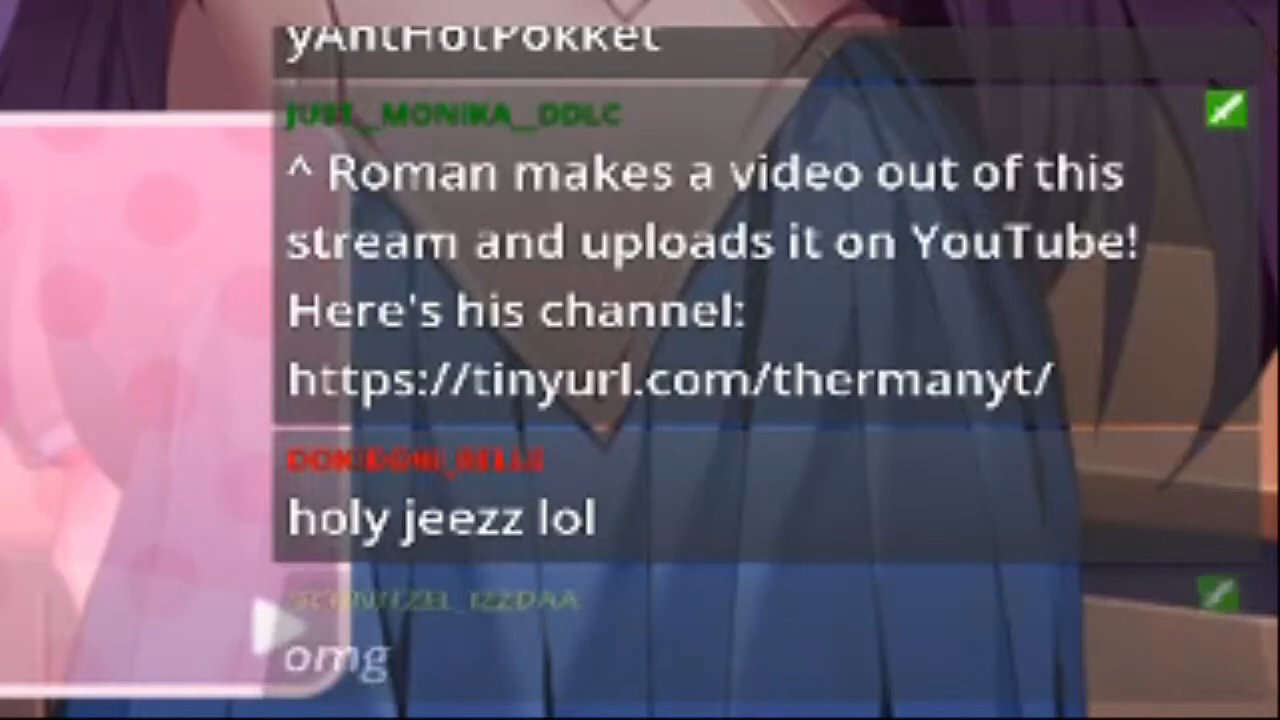 yAntHotPokket
JUST__MONIKA__DDLC
^ Roman makes a video out of this
stream and uploads it on YouTube!
Here's his channel:
https://tinyurl.com/thermanyt/
holy jeezz lol
omg